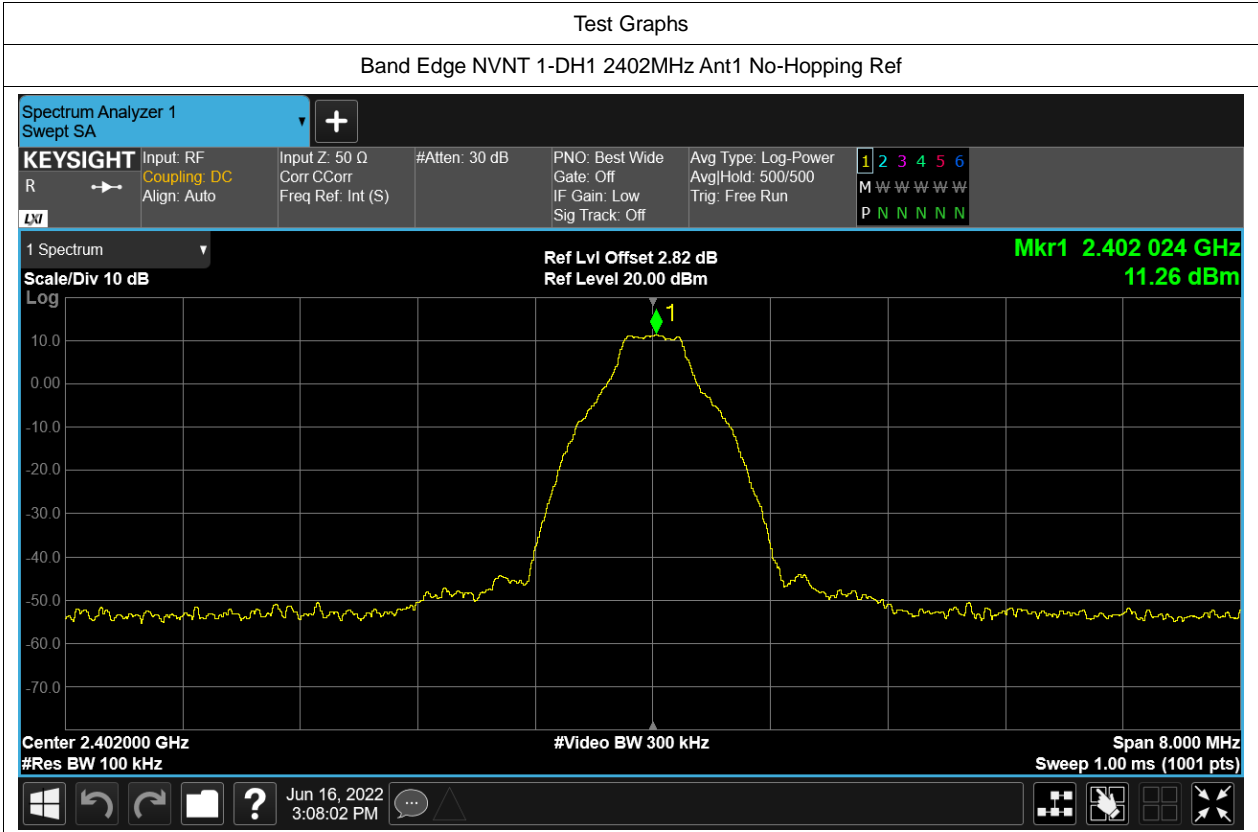 Test Graphs
Band Edge NVNT 1-DH1 2402MHz Ant1 No-Hopping Ref
Spectrum Analyzer 1
Swept SA
KEYSIGHT
R
LXI
Input: RF
Coupling: DC
Align: Auto
Input Z: 50 Ω
Corr CCorr
Freq Ref: Int (S)
#Atten: 30 dB
PNO: Best Wide
Gate: Off
IF Gain: Low
Sig Track: Off
Avg Type: Log-Power
Avg|Hold: 500/500
Trig: Free Run
1 2 3 4 5 6
M W W W W W
P N N N N N
1 Spectrum
Scale/Div 10 dB
Log
Ref Lvl Offset 2.82 dB
Ref Level 20.00 dBm
Mkr1 2.402 024 GHz
11.26 dBm
1
10.0
0.00
-10.0
-20.0
-30.0
-40.0
-50.0
-60.0
-70.0
Center 2.402000 GHz
#Res BW 100 kHz
#Video BW 300 kHz
Span 8.000 MHz
Sweep 1.00 ms (1001 pts)
?
Jun 16, 2022
3:08:02 PM